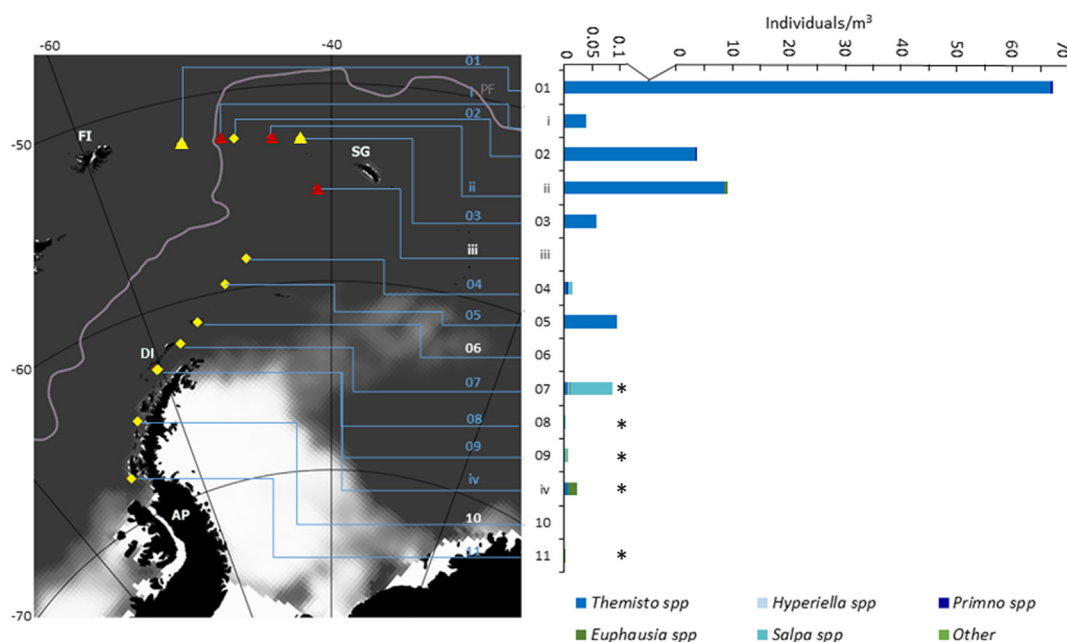 -60
-40
-50
-60
-70
FI
SG
DI
AP
PF
01
i
02
ii
03
iii
04
05
06
07
08
09
iv
10
11
Individuals/m³
0
0.05
0.1
0
10
20
30
60
70
01
i
02
ii
03
iii
04
05
06
07 *
08 *
09 *
iv *
10
11 *
Themisto spp
Hyperiella spp
Primno spp
Euphausia spp
Salpa spp
Other